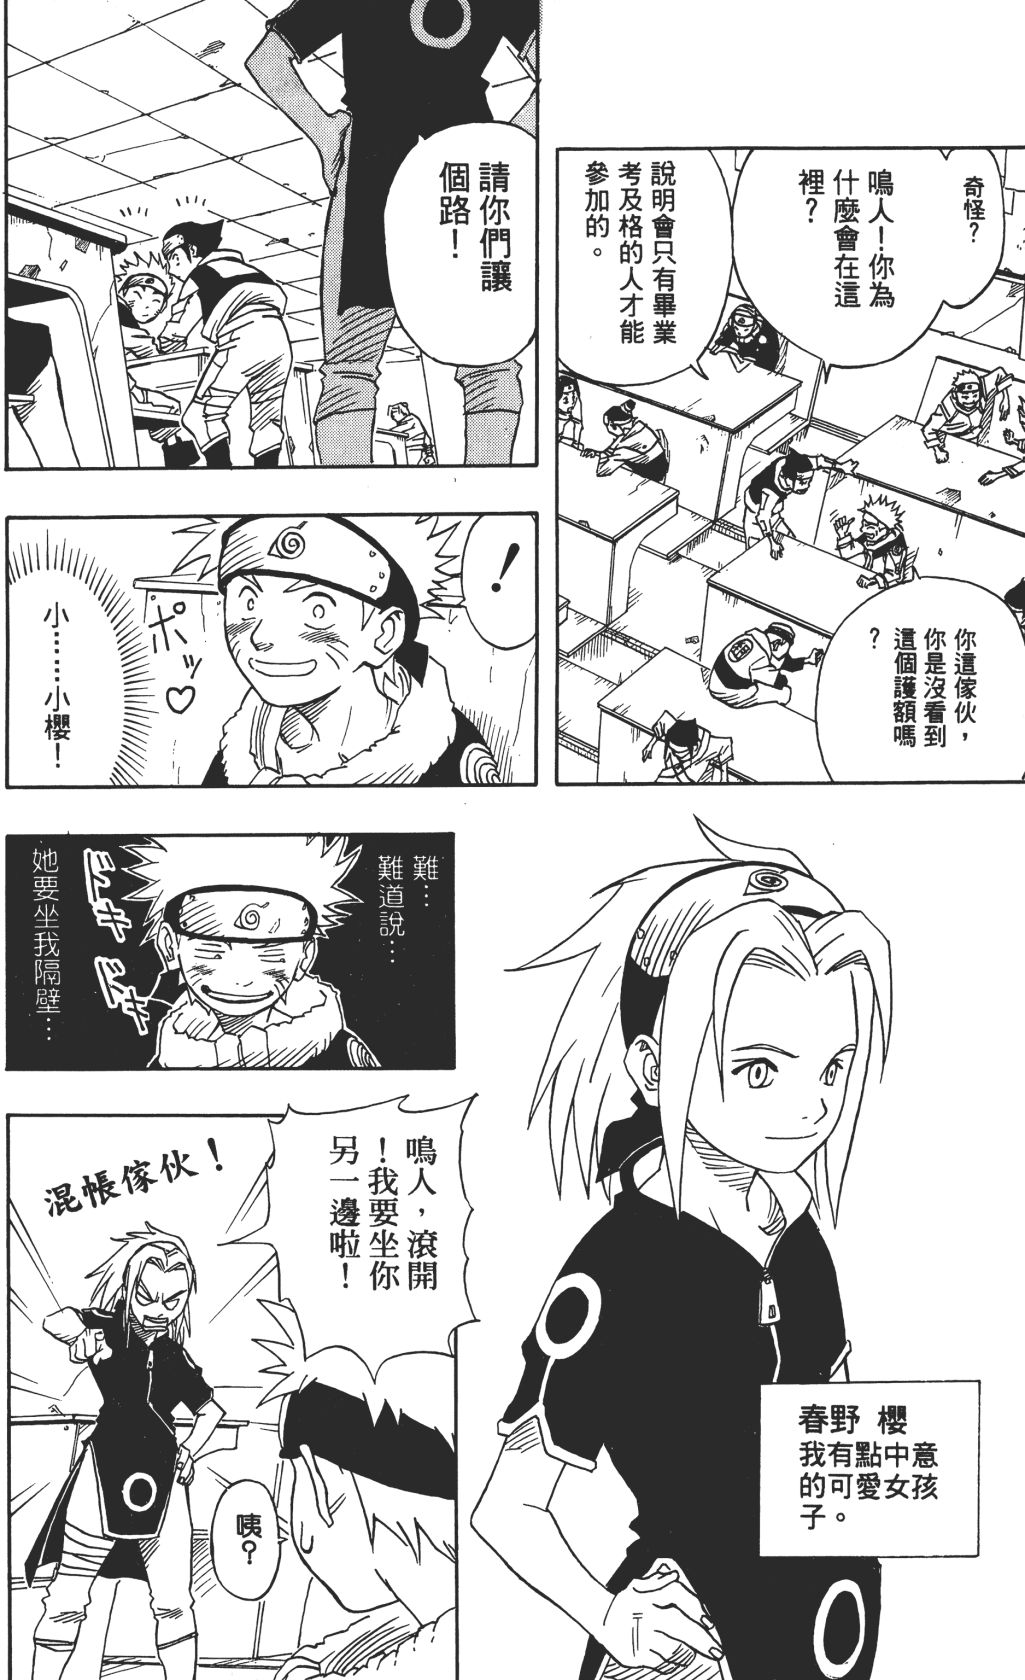 奇怪？
鳴人！你為
什麼會在這
裡？
說明會只有畢業
考及格的人才能
參加的。
你這傢伙，
你是沒看到
這個護額嗎
？
請你們讓
個路！
！
ポッ♡
小……小櫻！
難…
難道說…
她要坐我隔壁…
ドキ
ドキ
春野 櫻
我有點中意
的可愛女孩
子。
鳴人，滾開
！我要坐你
另一邊啦！
混帳傢伙！
咦？